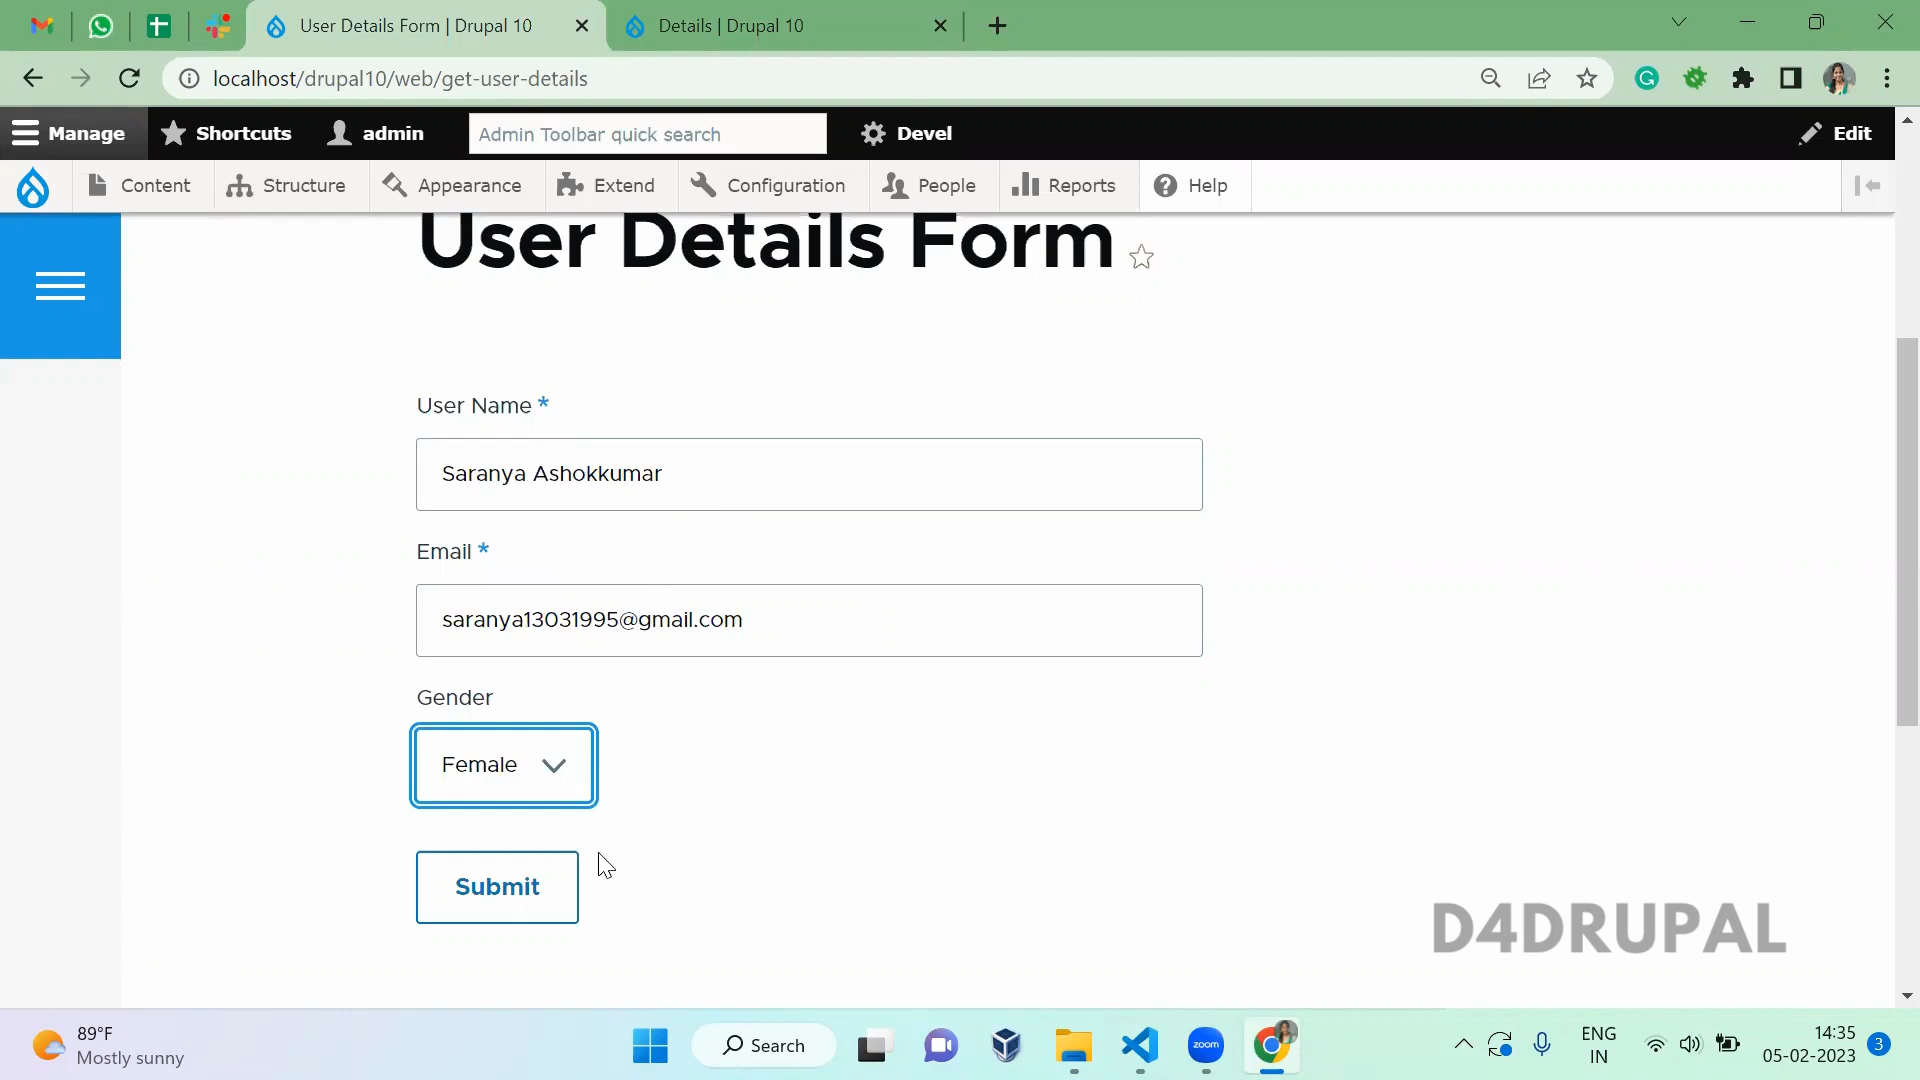 User Details Form | Drupal 10
Details | Drupal 10
localhost/drupal10/web/get-user-details
Manage
Shortcuts
admin
Admin Toolbar quick search
Devel
Edit
Content
Structure
Appearance
Extend
Configuration
People
Reports
Help
User Details Form
User Name *
Saranya Ashokkumar
Email *
saranya13031995@gmail.com
Gender
Female
Submit
D4DRUPAL
89°F
Mostly sunny
Search
zoom
ENG
IN
14:35
05-02-2023
3